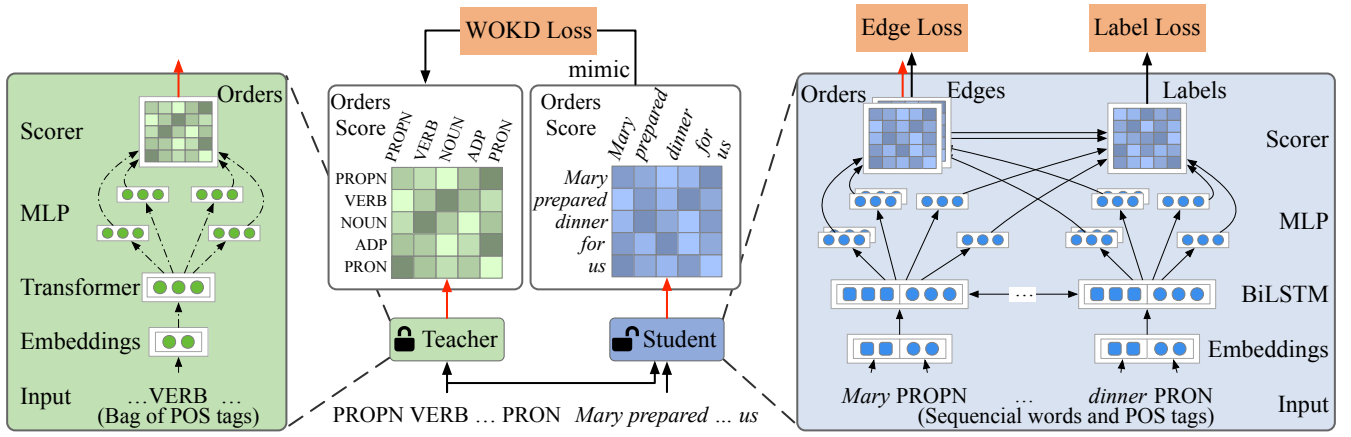 WOKD Loss
mimic
Edge Loss
Label Loss
Orders
Scorer
MLP
Transformer
Embeddings
Input
…VERB …
(Bag of POS tags)
Orders
Score
PROPN
VERB
NOUN
ADP
PRON
PROPN
VERB
NOUN
ADP
PRON
Orders
Score
Mary
prepared
dinner
for
us
Mary
prepared
dinner
for
us
Teacher
Student
PROPN VERB … PRON
Mary prepared … us
Orders
Edges
Labels
Scorer
MLP
...
BiLSTM
Embeddings
Mary PROPN
...
dinner PRON
(Sequencial words and POS tags)
Input